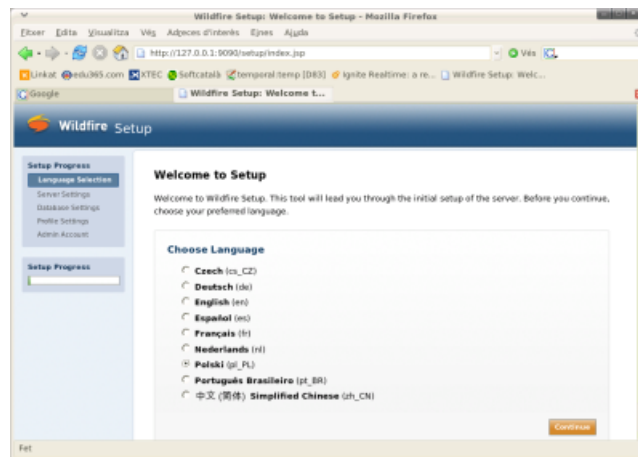 Wildfire Setup: Welcome to Setup - Mozilla Firefox
Fitxer Edita Visualitza Vés Adreces d'interès Eines Ajuda
http://127.0.0.1:9090/setup/index.jsp Vés
Linkat edu365.com XTEC Softcatalà temporal:temp [D83] Ignite Realtime: a re... Wildfire Setup: Welc...
Google Wildfire Setup: Welcome t...
Wildfire Setup
Setup Progress
Language Selection
Server Settings
Database Settings
Profile Settings
Admin Account
Setup Progress
Welcome to Setup
Welcome to Wildfire Setup. This tool will lead you through the initial setup of the server. Before you continue,
choose your preferred language.
Choose Language
Czech (cs_CZ)
Deutsch (de)
English (en)
Español (es)
Français (fr)
Nederlands (nl)
Polski (pl_PL)
Português Brasileiro (pt_BR)
中文 (简体) Simplified Chinese (zh_CN)
Continue
Fet